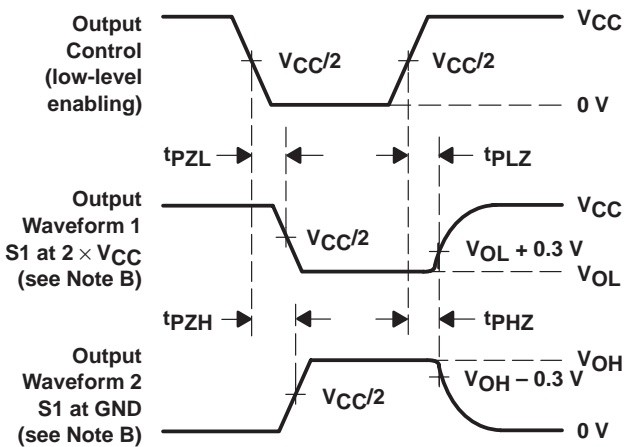 Output
Control
(low-level
enabling)
VCC
VCC/2
VCC/2
0 V
tPZL
tPLZ
Output
Waveform 1
S1 at 2 × VCC
(see Note B)
VCC
VCC/2
VOL + 0.3 V
VOL
tPZH
tPHZ
Output
Waveform 2
S1 at GND
(see Note B)
VOH
VOH − 0.3 V
VCC/2
0 V